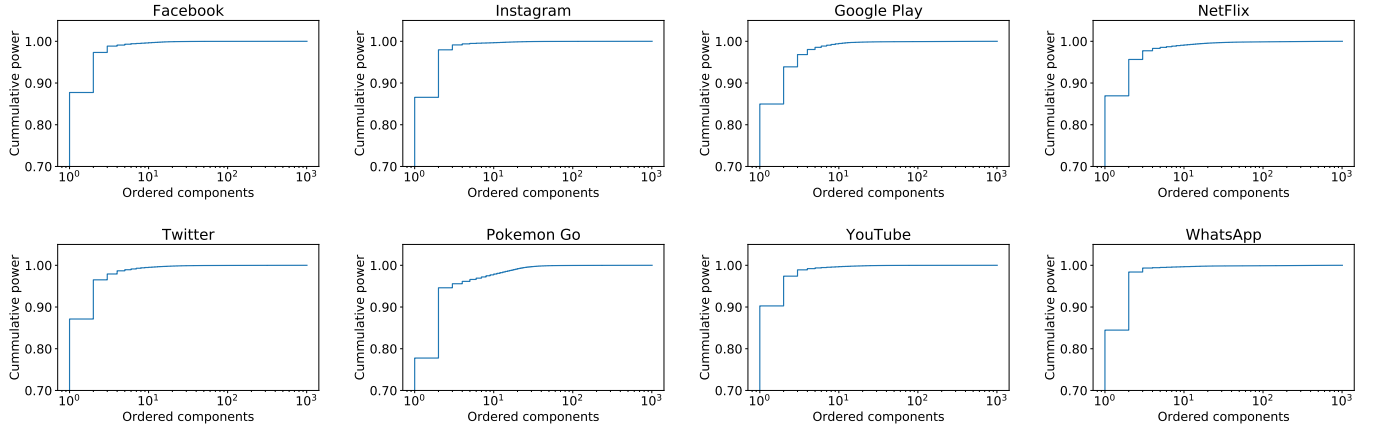 Facebook
Instagram
Google Play
NetFlix
1.00
0.90
0.80
0.70
Cummulative power
10^0 10^1 10^2 10^3
Ordered components
1.00
0.90
0.80
0.70
Cummulative power
10^0 10^1 10^2 10^3
Ordered components
1.00
0.90
0.80
0.70
Cummulative power
10^0 10^1 10^2 10^3
Ordered components
1.00
0.90
0.80
0.70
Cummulative power
10^0 10^1 10^2 10^3
Ordered components
Twitter
Pokemon Go
YouTube
WhatsApp
1.00
0.90
0.80
0.70
Cummulative power
10^0 10^1 10^2 10^3
Ordered components
1.00
0.90
0.80
0.70
Cummulative power
10^0 10^1 10^2 10^3
Ordered components
1.00
0.90
0.80
0.70
Cummulative power
10^0 10^1 10^2 10^3
Ordered components
1.00
0.90
0.80
0.70
Cummulative power
10^0 10^1 10^2 10^3
Ordered components